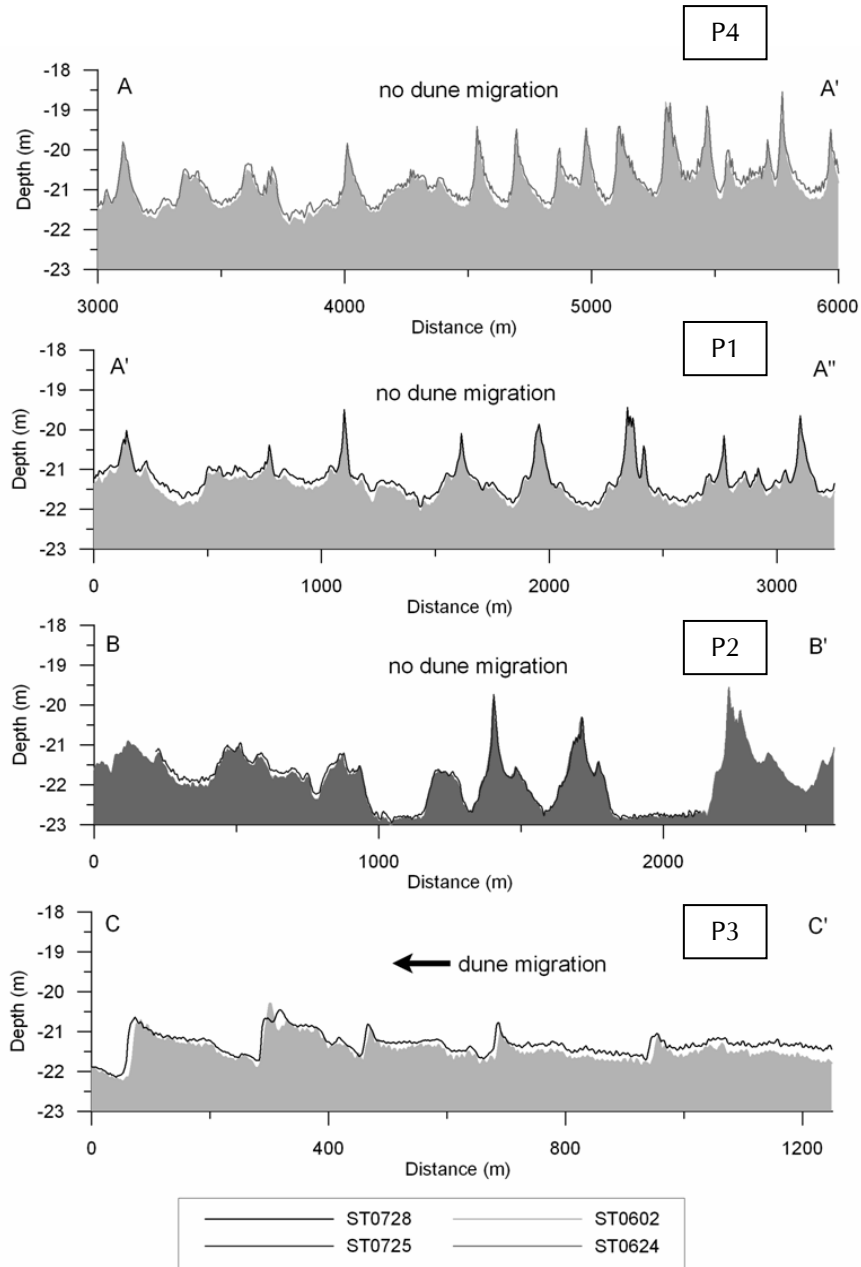 P4
A no dune migration A'
-18
-19
-20
-21
-22
-23
Depth (m)
3000 4000 5000 6000
Distance (m)
P1
A' no dune migration A"
-18
-19
-20
-21
-22
-23
Depth (m)
0 1000 2000 3000
Distance (m)
P2
B no dune migration B'
-18
-19
-20
-21
-22
-23
Depth (m)
0 1000 2000
Distance (m)
P3
C dune migration C'
-18
-19
-20
-21
-22
-23
Depth (m)
0 400 800 1200
Distance (m)
ST0728 ST0602
ST0725 ST0624